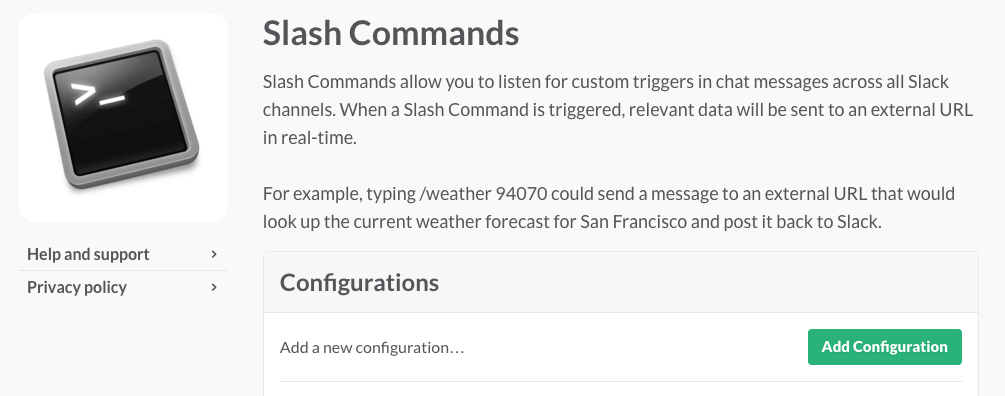 Slash Commands
Slash Commands allow you to listen for custom triggers in chat messages across all Slack
channels. When a Slash Command is triggered, relevant data will be sent to an external URL
in real-time.
For example, typing /weather 94070 could send a message to an external URL that would
look up the current weather forecast for San Francisco and post it back to Slack.
Help and support
Privacy policy
Configurations
Add a new configuration…
Add Configuration